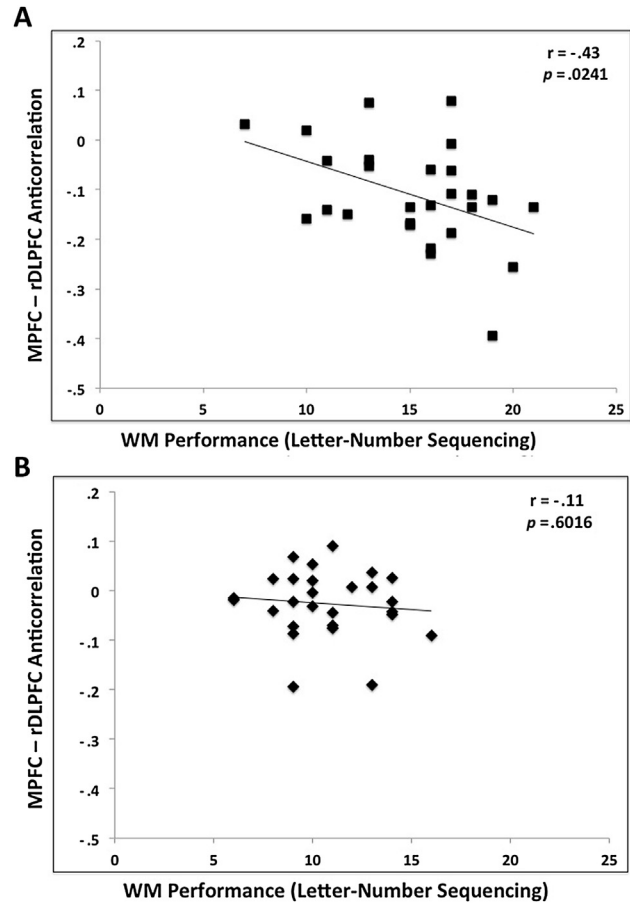 A
r = -.43
p = .0241
.2
.1
0
-.1
-.2
-.3
-.4
-.5
0 5 10 15 20 25
MPFC – rDLPFC Anticorrelation
WM Performance (Letter-Number Sequencing)
B
r = -.11
p = .6016
.2
.1
0
-.1
-.2
-.3
-.4
-.5
0 5 10 15 20 25
MPFC – rDLPFC Anticorrelation
WM Performance (Letter-Number Sequencing)